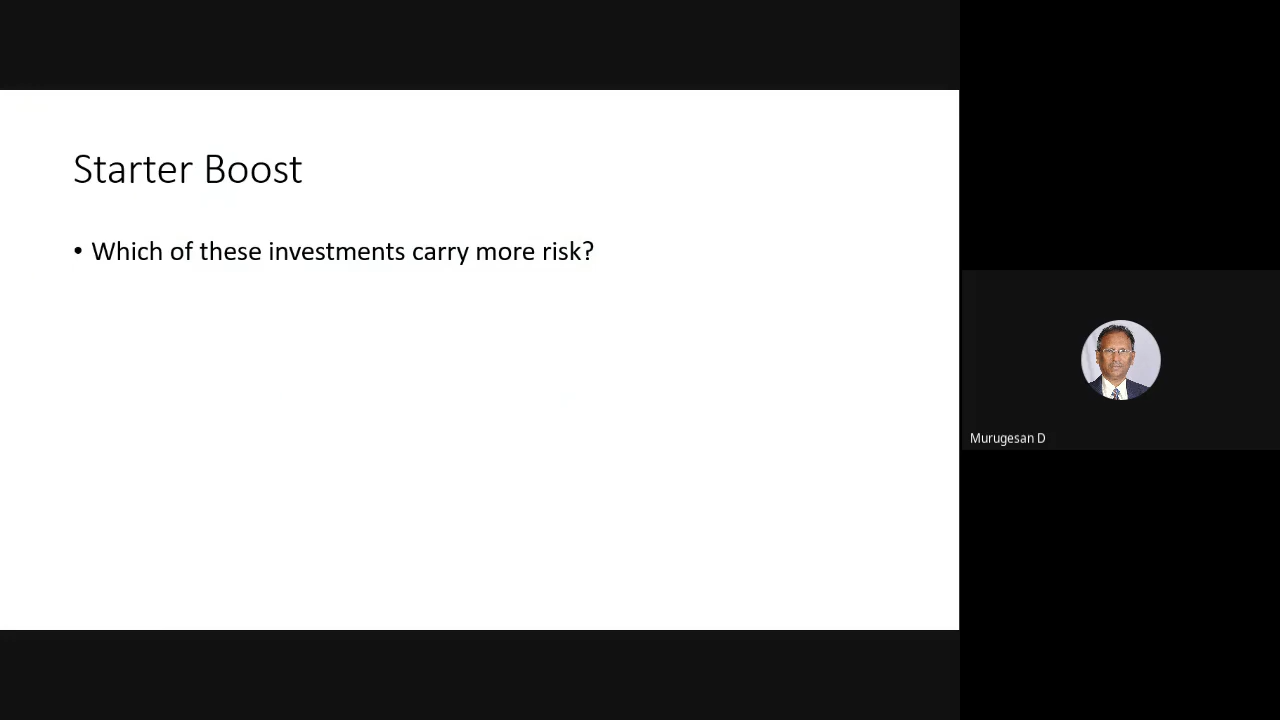 Starter Boost
• Which of these investments carry more risk?
Murugesan D